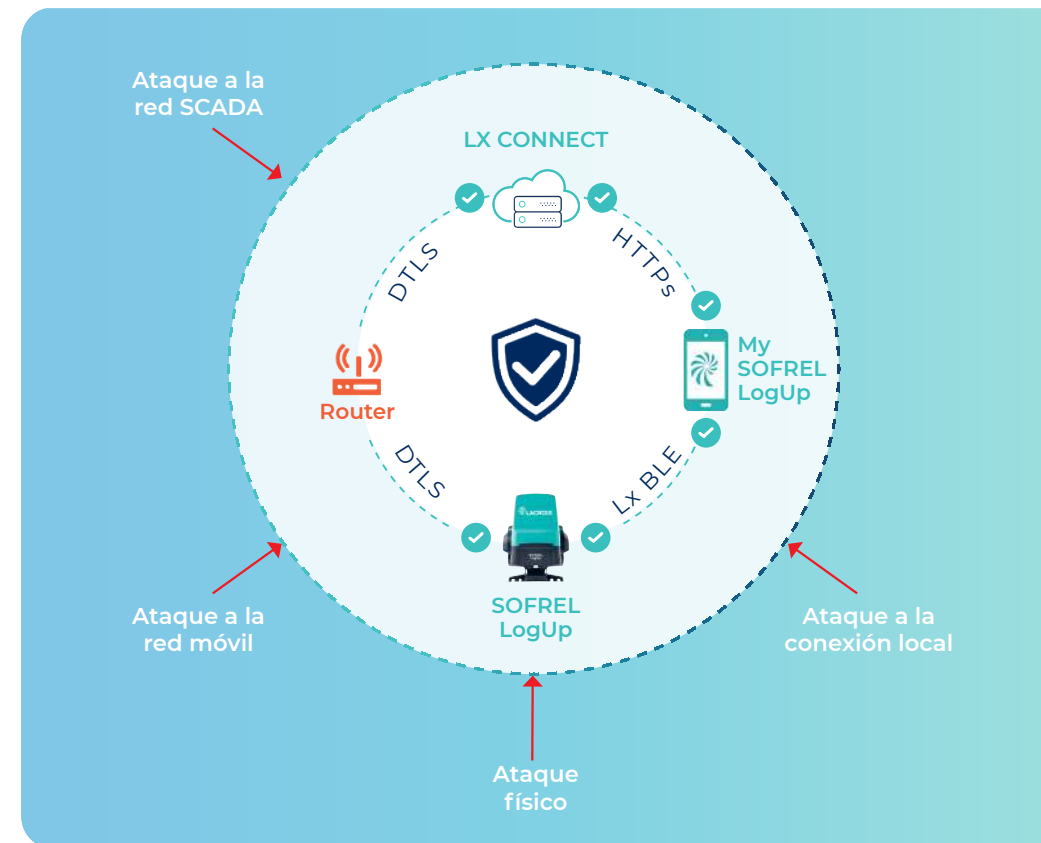 Ataque a la
red SCADA
LX CONNECT
DTLS
HTTPs
My
SOFREL
LogUp
Router
DTLS
Lx BLE
LACROIX
SOFREL
LogUp
Ataque a la
red móvil
Ataque a la
conexión local
Ataque
físico